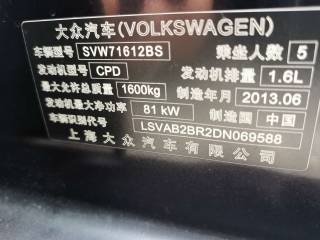 大众汽车(VOLKSWAGEN)
车辆型号 SVW71612BS 乘坐人数 5
发动机型号 CPD 发动机排量 1.6L
最大允许总质量 1600kg 制造年月 2013.06
发动机最大净功率 81 kW 制造国 中国
车辆识别代号 LSVAB2BR2DN069588
上海大众汽车有限公司